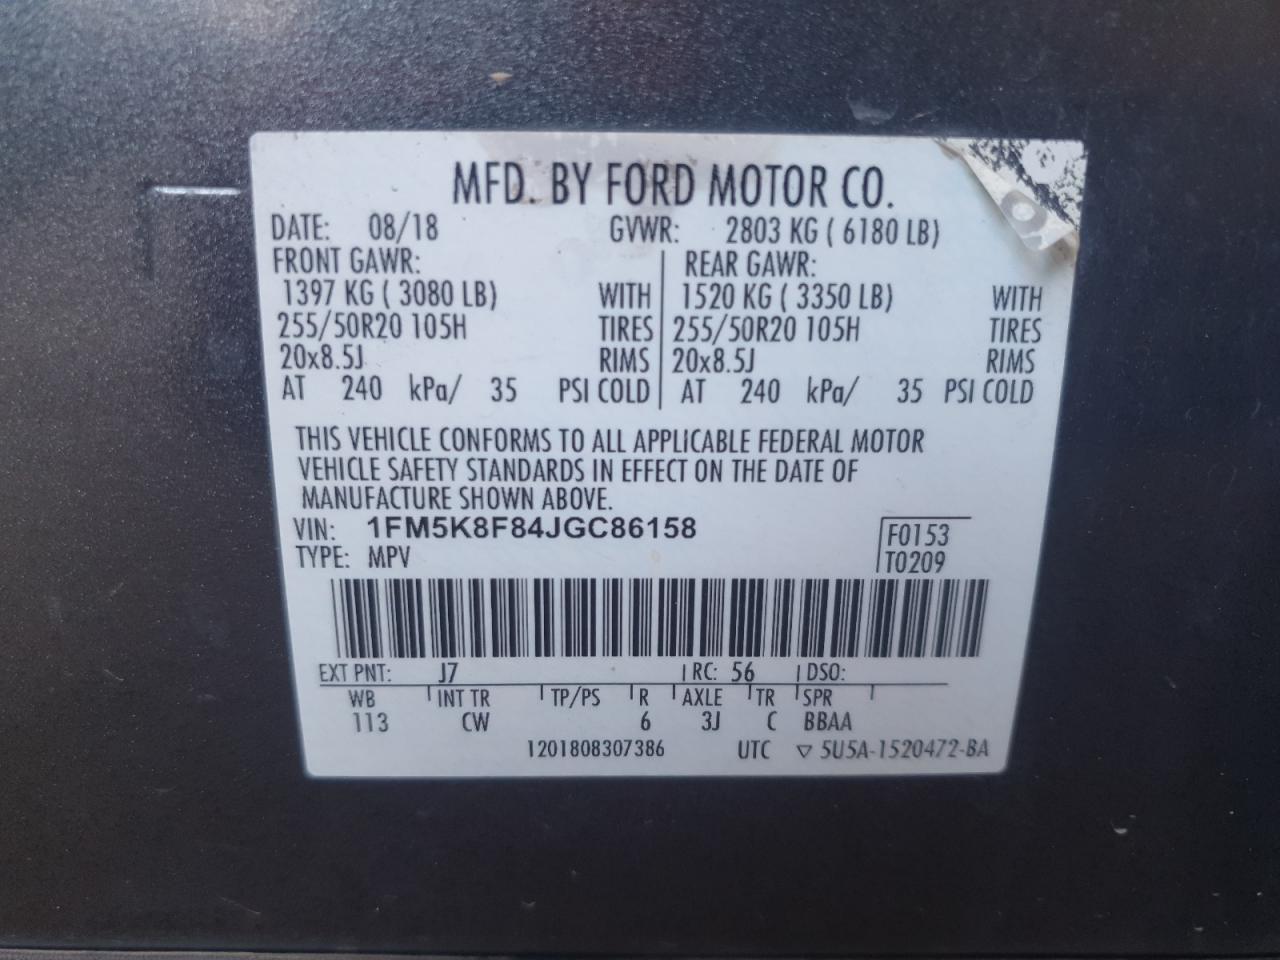 MFD. BY FORD MOTOR CO.
DATE: 08/18 GVWR: 2803 KG ( 6180 LB)
FRONT GAWR: REAR GAWR:
1397 KG ( 3080 LB) WITH 1520 KG ( 3350 LB) WITH
255/50R20 105H TIRES 255/50R20 105H TIRES
20x8.5J RIMS 20x8.5J RIMS
AT 240 kPa/ 35 PSI COLD AT 240 kPa/ 35 PSI COLD
THIS VEHICLE CONFORMS TO ALL APPLICABLE FEDERAL MOTOR
VEHICLE SAFETY STANDARDS IN EFFECT ON THE DATE OF
MANUFACTURE SHOWN ABOVE.
VIN: 1FM5K8F84JGC86158 F0153
TYPE: MPV T0209
EXT PNT: J7 RC: 56 DSO:
WB INT TR TP/PS R AXLE TR SPR
113 CW 6 3J C BBAA
1201808307386 UTC ▽ 5U5A-1520472-BA